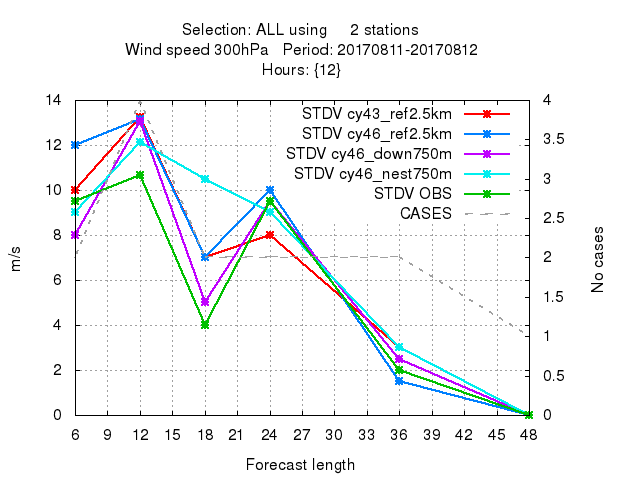 Selection: ALL using 2 stations
Wind speed 300hPa Period: 20170811-20170812
Hours: {12}
STDV cy43_ref2.5km
STDV cy46_ref2.5km
STDV cy46_down750m
STDV cy46_nest750m
STDV OBS
CASES
14
12
10
8
6
4
2
0
m/s
4
3.5
3
2.5
2
1.5
1
0.5
0
No cases
6 9 12 15 18 21 24 27 30 33 36 39 42 45 48
Forecast length